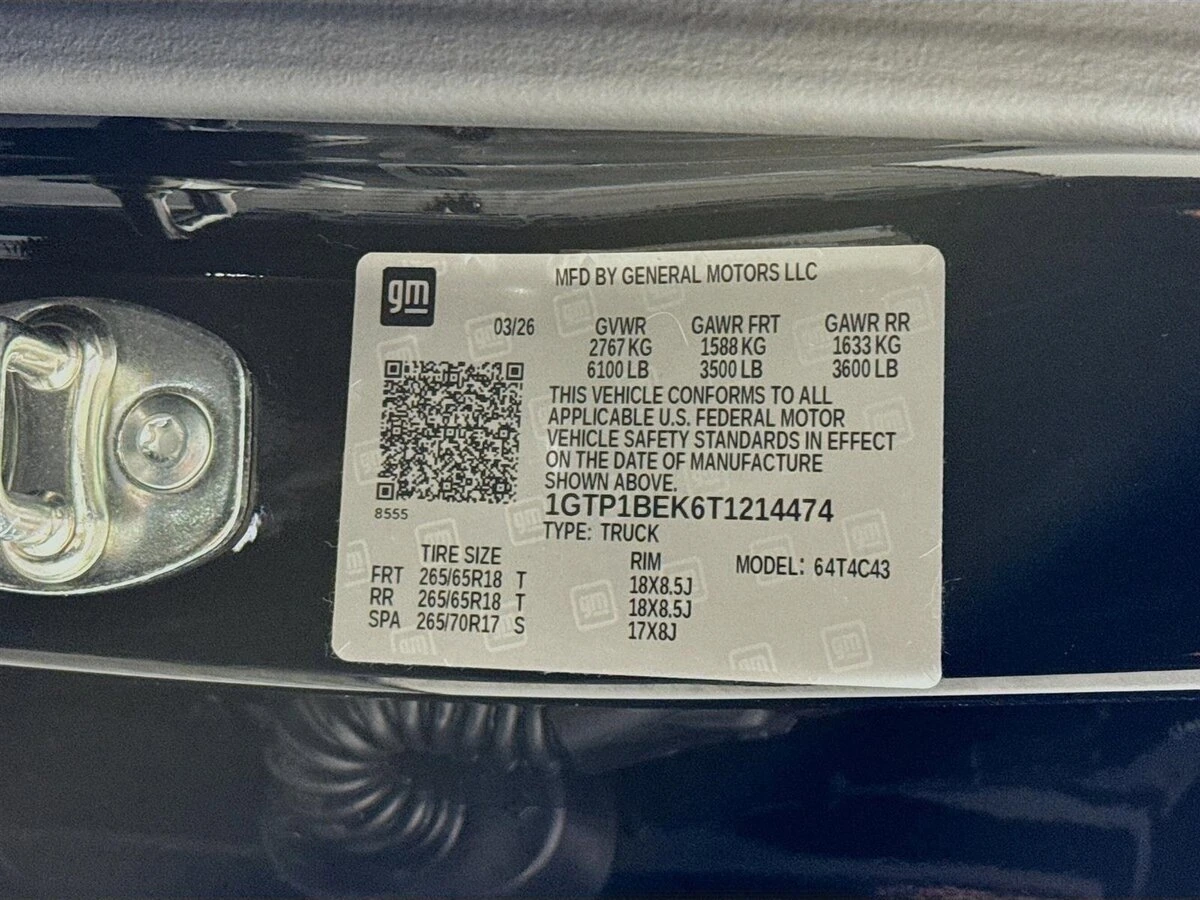 gm
MFD BY GENERAL MOTORS LLC
03/26
GVWR GAWR FRT GAWR RR
2767 KG 1588 KG 1633 KG
6100 LB 3500 LB 3600 LB
THIS VEHICLE CONFORMS TO ALL
APPLICABLE U.S. FEDERAL MOTOR
VEHICLE SAFETY STANDARDS IN EFFECT
ON THE DATE OF MANUFACTURE
SHOWN ABOVE.
8555
1GTP1BEK6T1214474
TYPE: TRUCK
TIRE SIZE RIM MODEL: 64T4C43
FRT 265/65R18 T 18X8.5J
RR 265/65R18 T 18X8.5J
SPA 265/70R17 S 17X8J